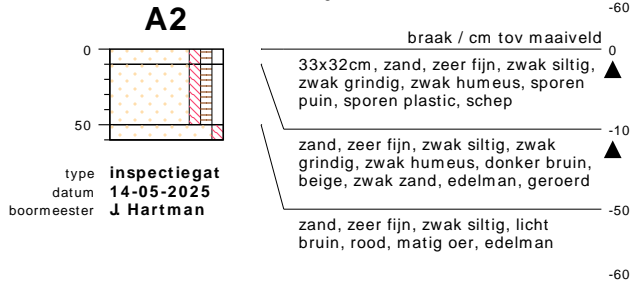 -60
A2
braak / cm tov maaiveld
0
0
33x32cm, zand, zeer fijn, zwak siltig,
zwak grindig, zwak humeus, sporen
puin, sporen plastic, schep
50
-10
zand, zeer fijn, zwak siltig, zwak
grindig, zwak humeus, donker bruin,
beige, zwak zand, edelman, geroerd
type inspectiegat
datum 14-05-2025
boormeester J. Hartman
-50
zand, zeer fijn, zwak siltig, licht
bruin, rood, matig oer, edelman
-60